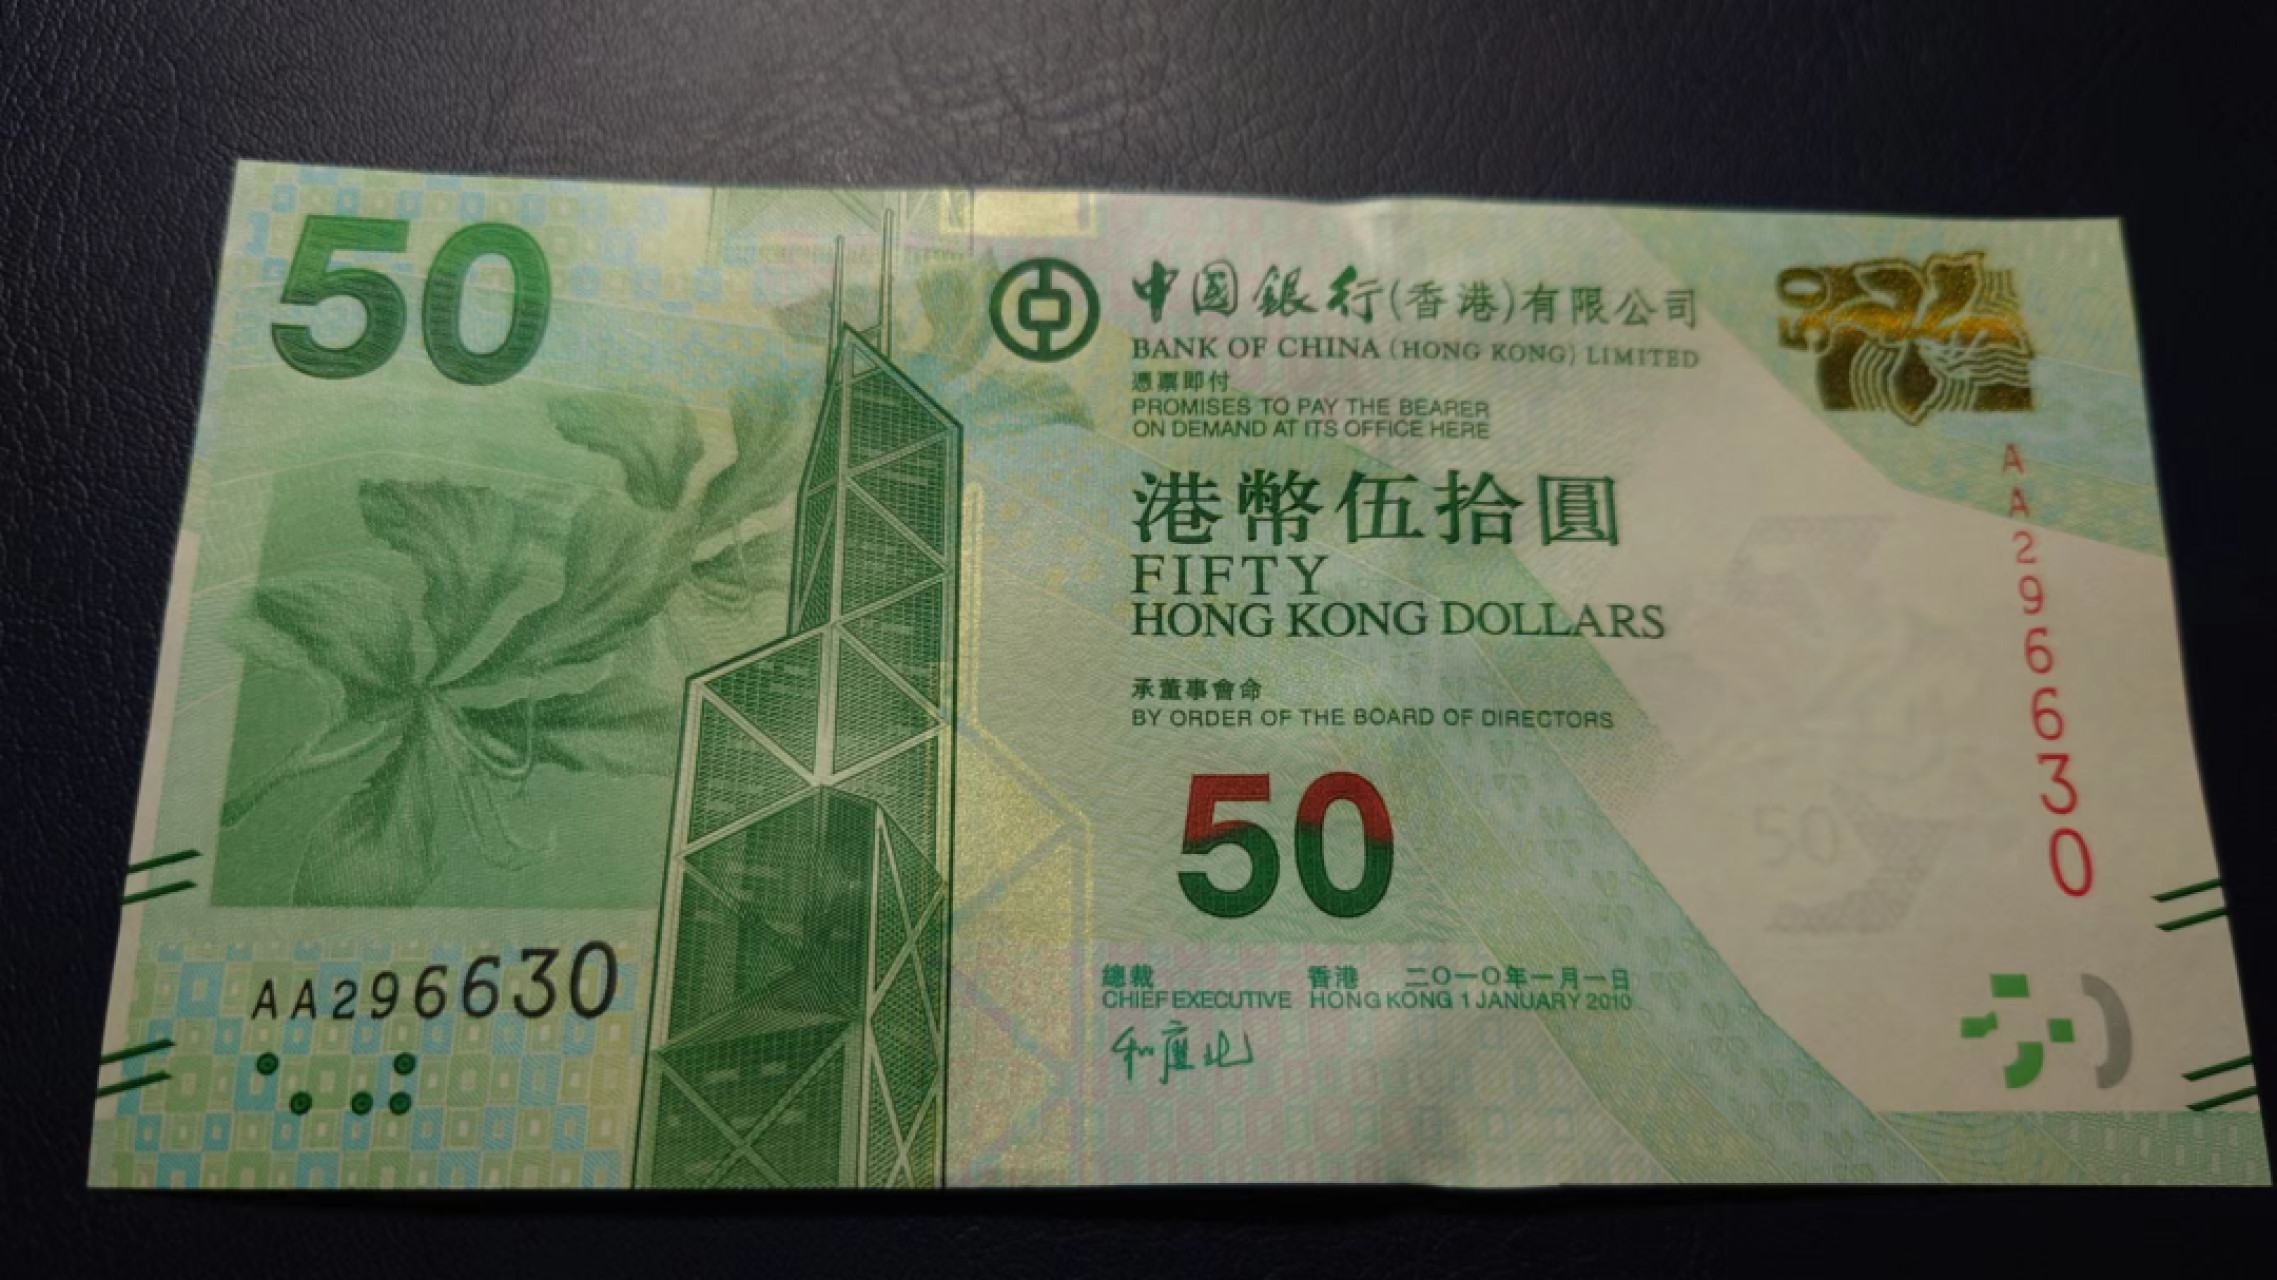 50
中国銀行(香港)有限公司
BANK OF CHINA (HONG KONG) LIMITED
憑票即付
PROMISES TO PAY THE BEARER
ON DEMAND AT ITS OFFICE HERE
港幣伍拾圓
FIFTY
HONG KONG DOLLARS
承董事會命
BY ORDER OF THE BOARD OF DIRECTORS
50
總裁 香港 二〇一〇年一月一日
CHIEF EXECUTIVE HONG KONG 1 JANUARY 2010
AA296630
50
AA296630
50